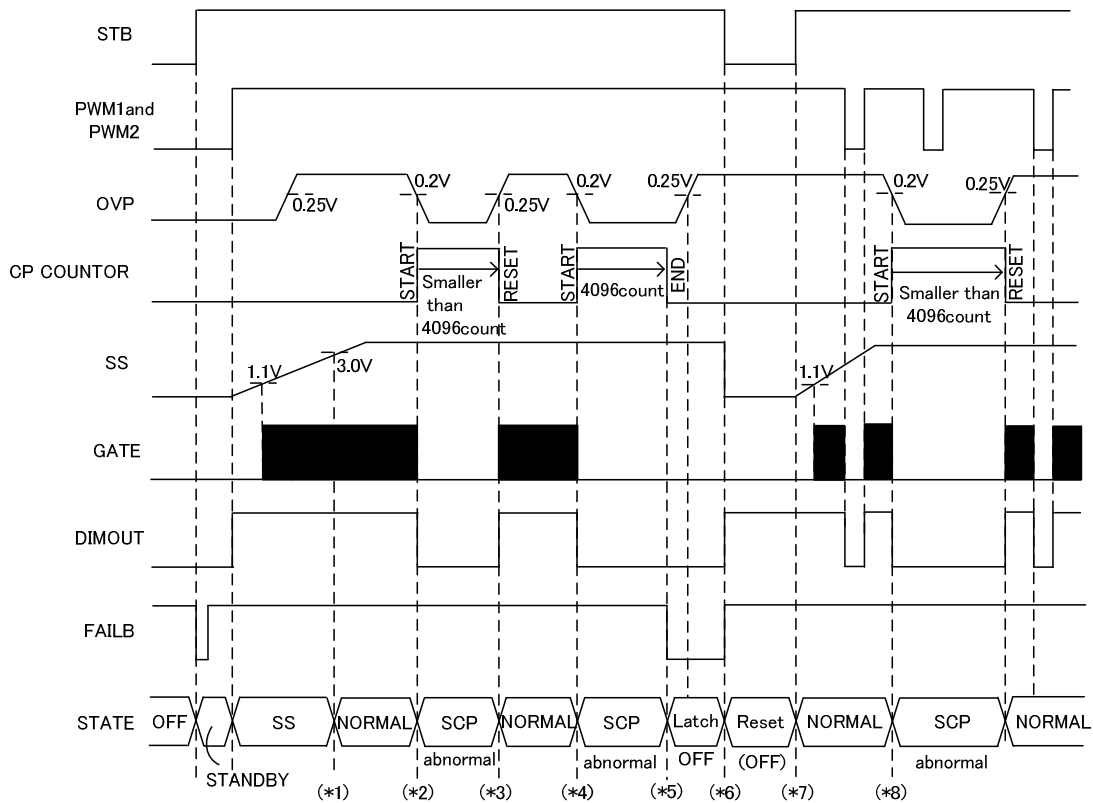 STB
PWM1and
PWM2
OVP
0.25V
0.2V
0.25V
0.2V
0.25V
0.2V
0.25V
CP COUNTOR
START
Smaller
than
4096count
RESET
START
4096count
END
START
Smaller than
4096count
RESET
SS
1.1V
3.0V
1.1V
GATE
DIMOUT
FAILB
STATE
OFF
SS
NORMAL
SCP
NORMAL
SCP
Latch
Reset
NORMAL
SCP
NORMAL
STANDBY
abnormal
abnormal
OFF
(OFF)
abnormal
(*1)
(*2)
(*3)
(*4)
(*5)
(*6)
(*7)
(*8)